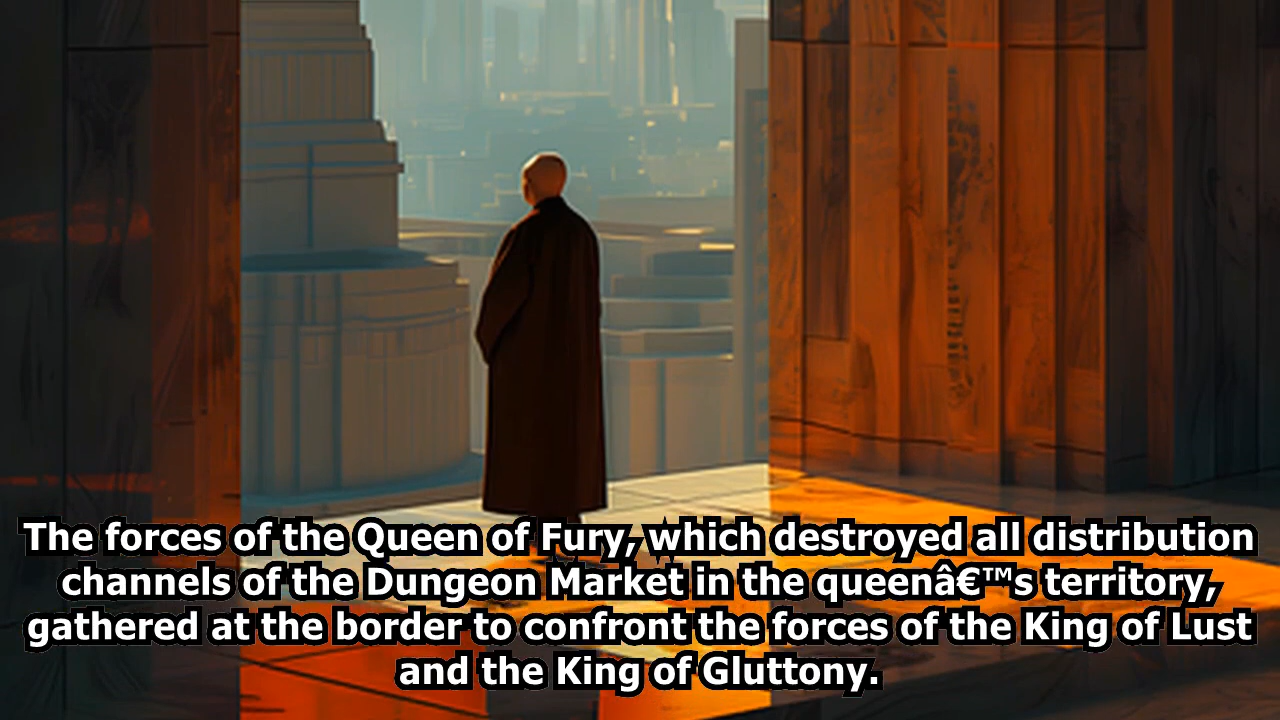 The forces of the Queen of Fury, which destroyed all distribution
channels of the Dungeon Market in the queenâ€™s territory,
gathered at the border to confront the forces of the King of Lust
and the King of Gluttony.